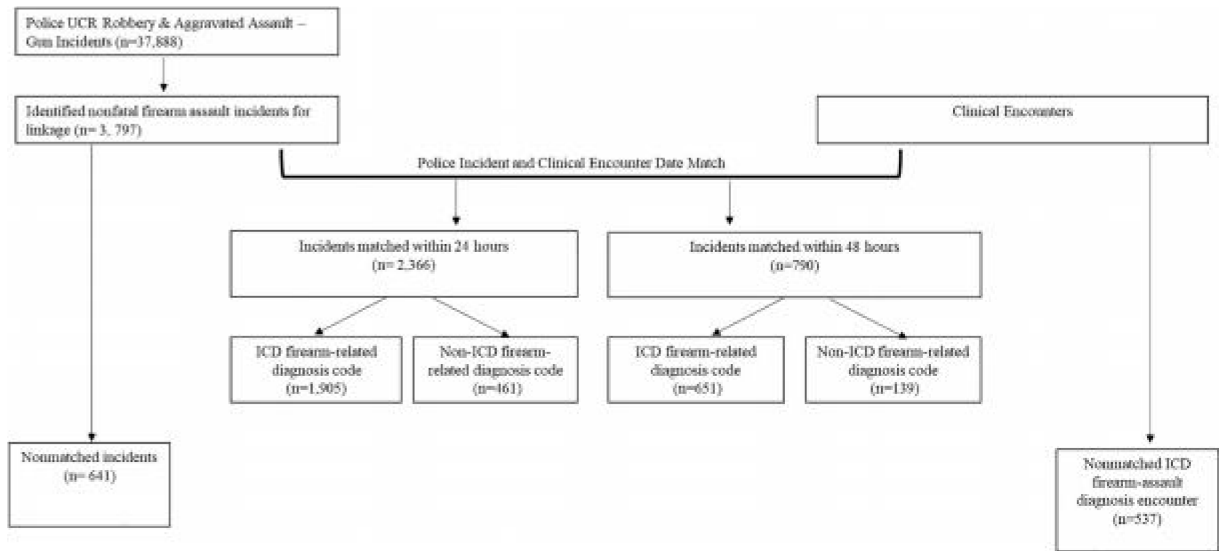 Police UCR Robbery & Aggravated Assault –
Gun Incidents (n=37,888)
Identified nonfatal firearm assault incidents for
linkage (n= 3, 797)
Clinical Encounters
Police Incident and Clinical Encounter Date Match
Incidents matched within 24 hours
(n= 2,366)
Incidents matched within 48 hours
(n=790)
ICD firearm-related
diagnosis code
(n=1,905)
Non-ICD firearm-
related diagnosis code
(n=461)
ICD firearm-related
diagnosis code
(n=651)
Non-ICD firearm-related
diagnosis code
(n=139)
Nonmatched incidents
(n= 641)
Nonmatched ICD
firearm-assault
diagnosis encounter
(n=537)